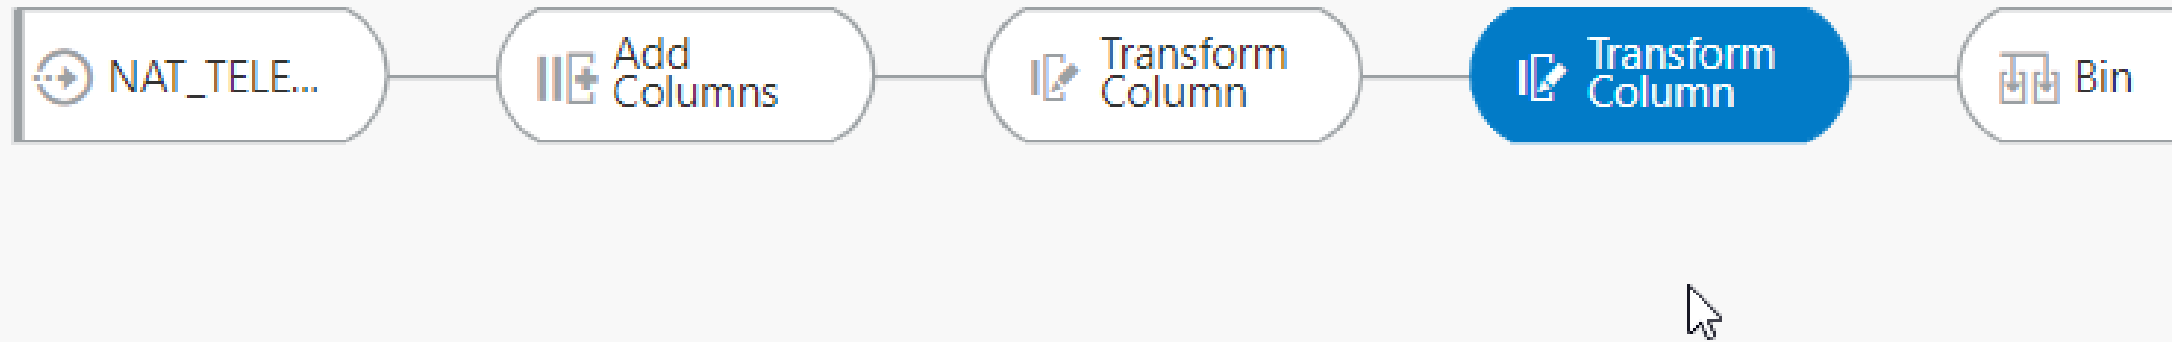 NAT_TELE...
Add
Columns
Transform
Column
Transform
Column
Bin